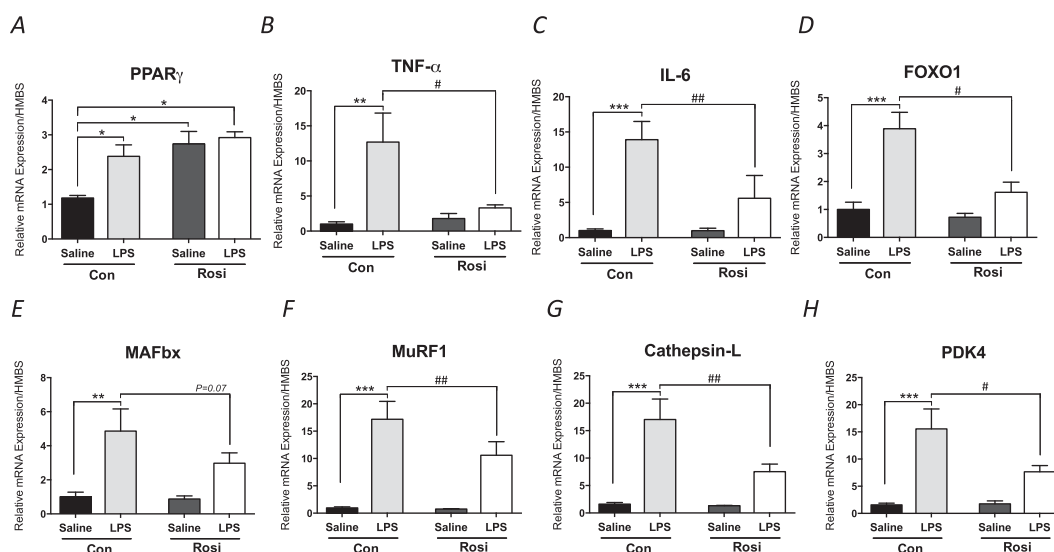 A
PPARγ
Relative mRNA Expression/HMBS
4
3
2
1
0
*
*
*
Saline LPS Saline LPS
Con Rosi
B
TNF-α
Relative mRNA Expression/HMBS
20
15
10
5
0
**
#
Saline LPS Saline LPS
Con Rosi
C
IL-6
Relative mRNA Expression/HMBS
20
15
10
5
0
***
##
Saline LPS Saline LPS
Con Rosi
D
FOXO1
Relative mRNA Expression/HMBS
5
4
3
2
1
0
***
#
Saline LPS Saline LPS
Con Rosi
E
MAFbx
Relative mRNA Expression/HMBS
8
6
4
2
0
**
P=0.07
Saline LPS Saline LPS
Con Rosi
F
MuRF1
Relative mRNA Expression/HMBS
25
20
15
10
5
0
***
##
Saline LPS Saline LPS
Con Rosi
G
Cathepsin-L
Relative mRNA Expression/HMBS
25
20
15
10
5
0
***
##
Saline LPS Saline LPS
Con Rosi
H
PDK4
Relative mRNA Expression/HMBS
25
20
15
10
5
0
***
#
Saline LPS Saline LPS
Con Rosi